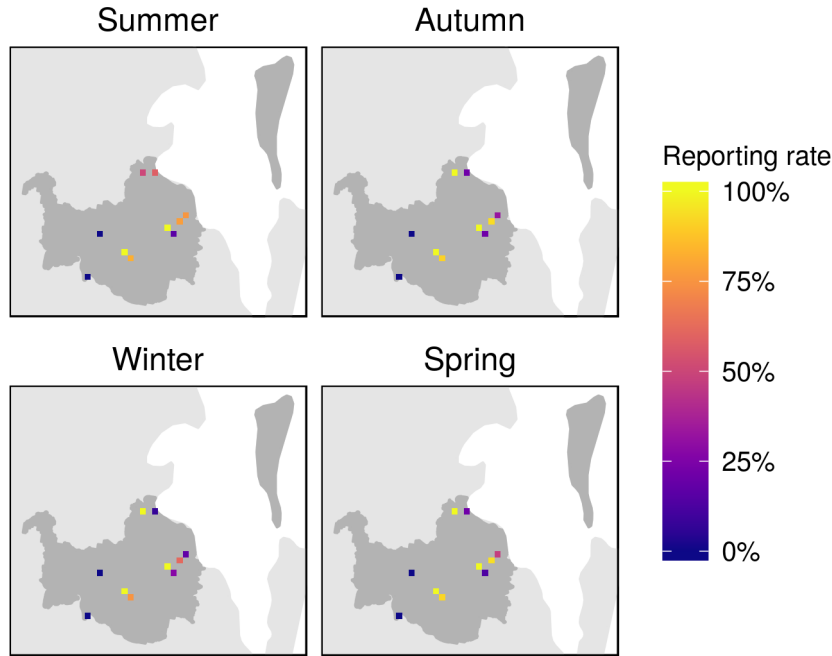 Summer
Autumn
Winter
Spring
Reporting rate
100%
75%
50%
25%
0%